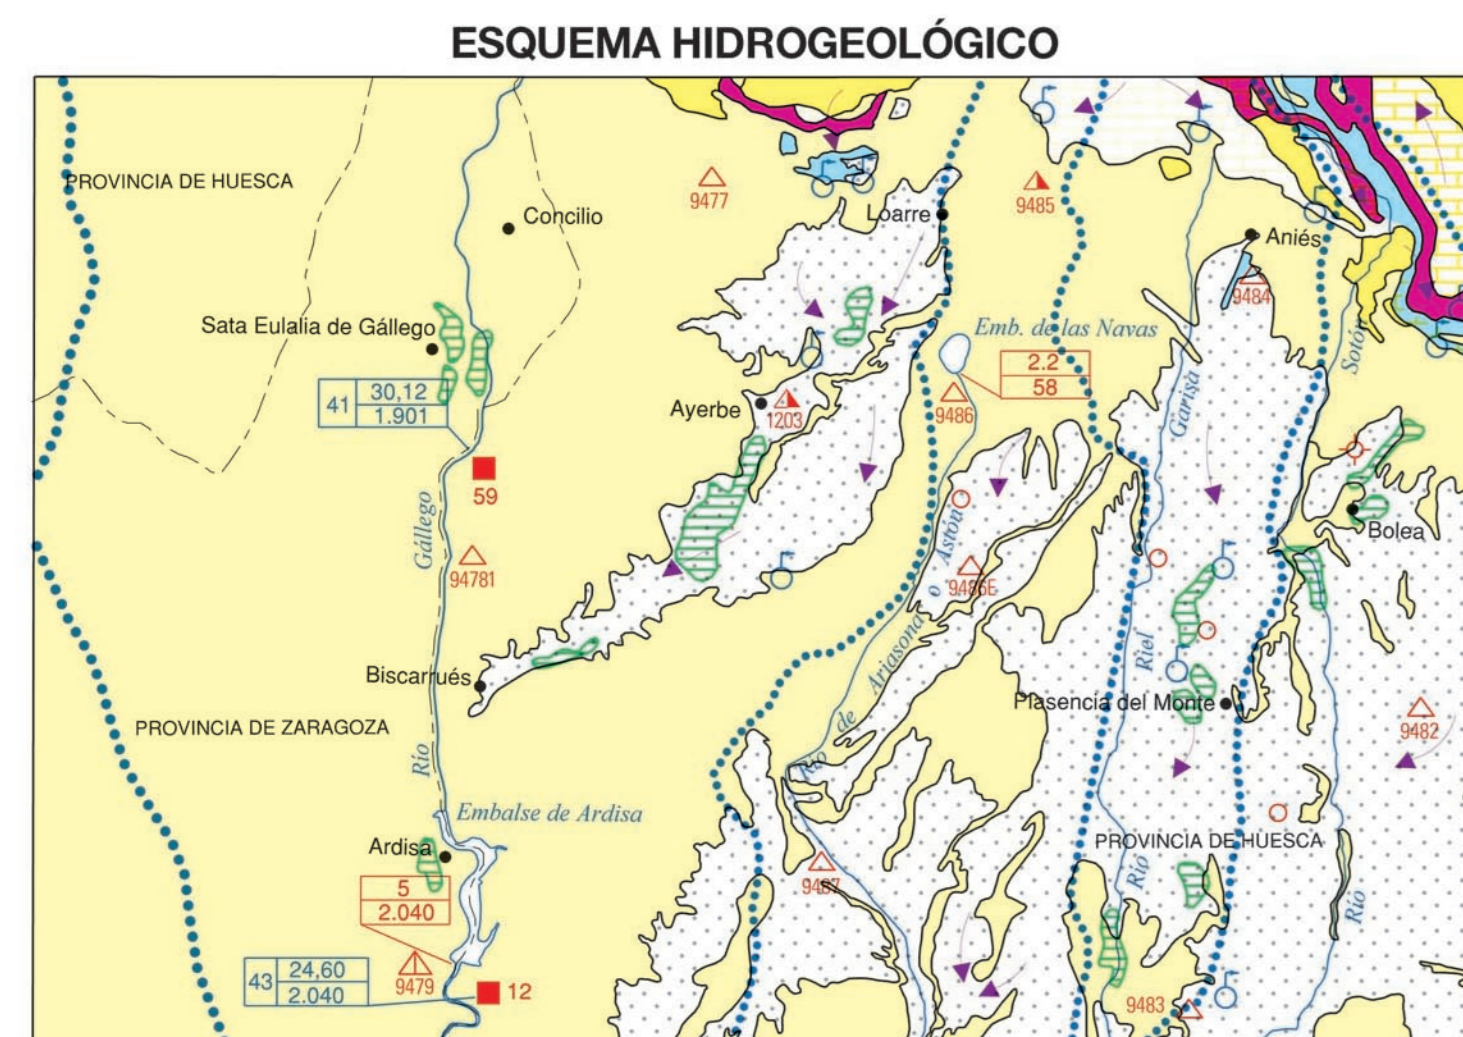 ESQUEMA HIDROGEOLÓGICO
PROVINCIA DE HUESCA
Concilio
9477
Loarre
9485
Aniés
9484
Sata Eulalia de Gállego
Emb. de las Navas
2.2
58
Sotón
41
30,12
1.901
Ayerbe
1203
9486
Garisa
59
Gállego
94781
o Astón
9486E
Bolea
Biscarrués
Ariasona
Riel
Plasencia del Monte
9482
PROVINCIA DE ZARAGOZA
Río
de
Río
Embalse de Ardisa
Ardisa
PROVINCIA DE HUESCA
9487
Río
Río
5
2.040
43
24,60
2.040
9479
12
9483